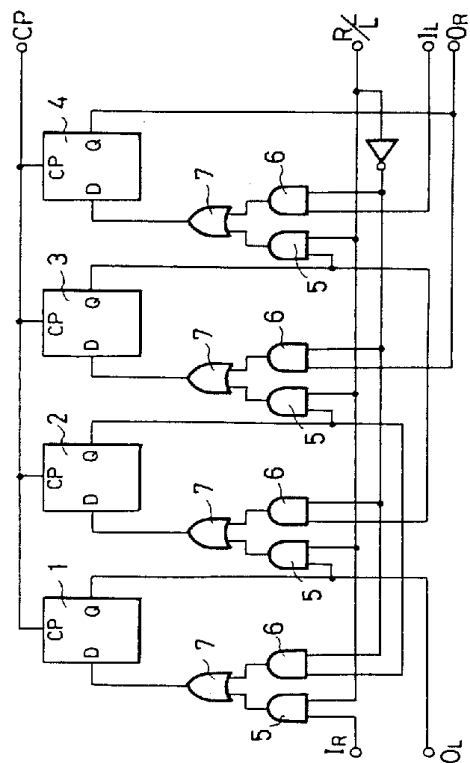 CP
CP 1
D Q
CP 2
D Q
CP 3
D Q
CP 4
D Q
7 7 7 7
5 6 5 6 5 6 5 6
IR
OL
R/L
IL
OR